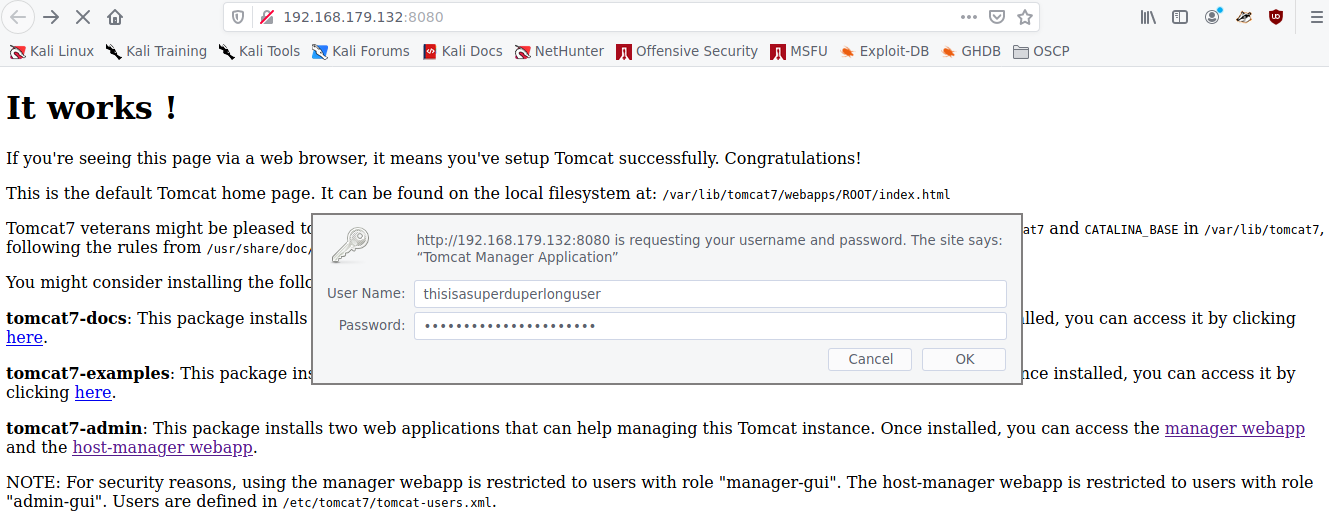 192.168.179.132:8080
Kali Linux Kali Training Kali Tools Kali Forums Kali Docs NetHunter Offensive Security MSFU Exploit-DB GHDB OSCP
It works !
If you're seeing this page via a web browser, it means you've setup Tomcat successfully. Congratulations!
This is the default Tomcat home page. It can be found on the local filesystem at: /var/lib/tomcat7/webapps/ROOT/index.html
Tomcat7 veterans might be pleased to and CATALINA_BASE in /var/lib/tomcat7,
following the rules from /usr/share/doc/
You might consider installing the
http://192.168.179.132:8080 is requesting your username and password. The site says:
“Tomcat Manager Application”
User Name: thisisasuperduperlonguser
Password: ••••••••••••••••••••••
Cancel OK
tomcat7-docs: This package installs you can access it by clicking
here.
tomcat7-examples: This package installed, you can access it by
clicking here.
tomcat7-admin: This package installs two web applications that can help managing this Tomcat instance. Once installed, you can access the manager webapp
and the host-manager webapp.
NOTE: For security reasons, using the manager webapp is restricted to users with role "manager-gui". The host-manager webapp is restricted to users with role
"admin-gui". Users are defined in /etc/tomcat7/tomcat-users.xml.